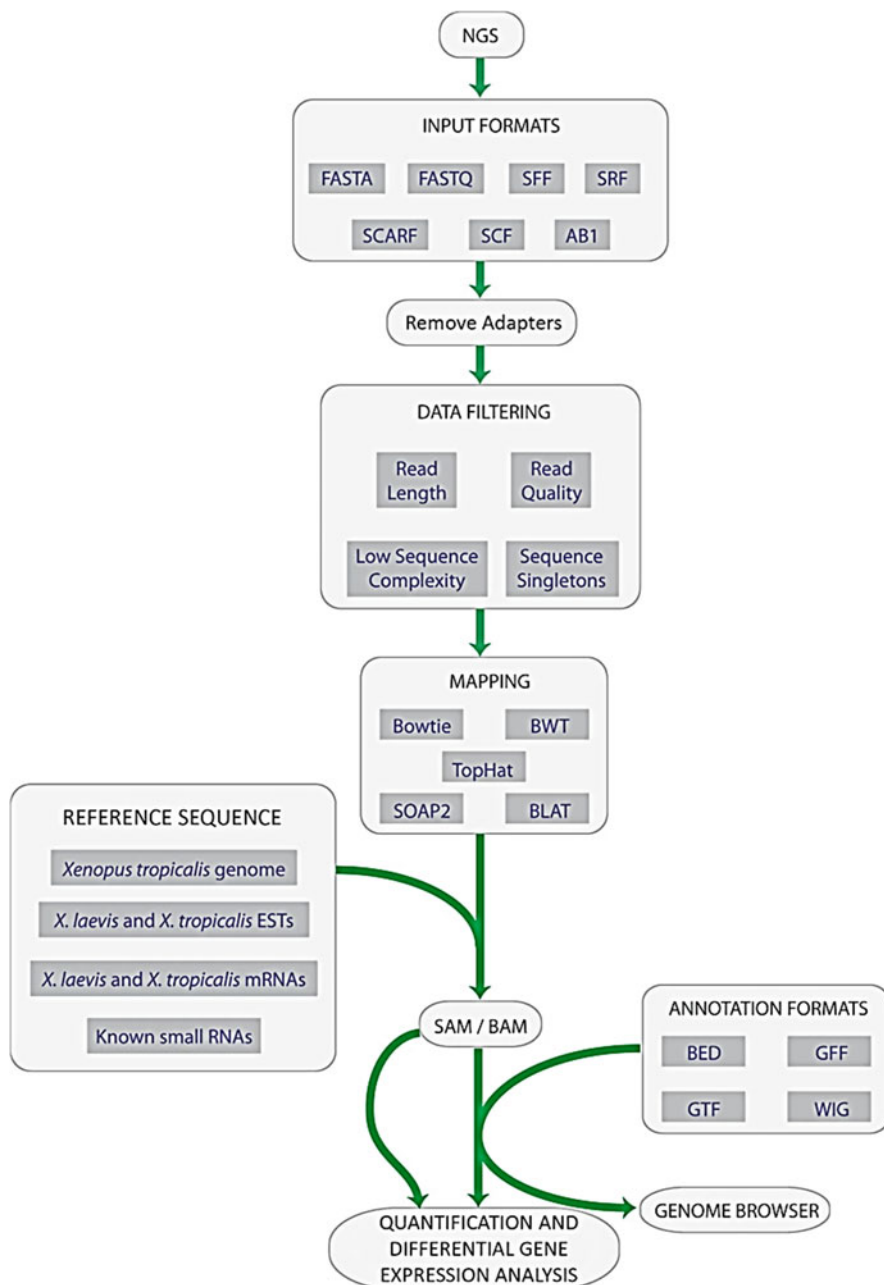 NGS
INPUT FORMATS
FASTA FASTQ SFF SRF
SCARF SCF AB1
Remove Adapters
DATA FILTERING
Read
Length
Read
Quality
Low Sequence
Complexity
Sequence
Singletons
MAPPING
Bowtie BWT
TopHat
SOAP2 BLAT
REFERENCE SEQUENCE
Xenopus tropicalis genome
X. laevis and X. tropicalis ESTs
X. laevis and X. tropicalis mRNAs
Known small RNAs
SAM / BAM
ANNOTATION FORMATS
BED GFF
GTF WIG
GENOME BROWSER
QUANTIFICATION AND
DIFFERENTIAL GENE
EXPRESSION ANALYSIS